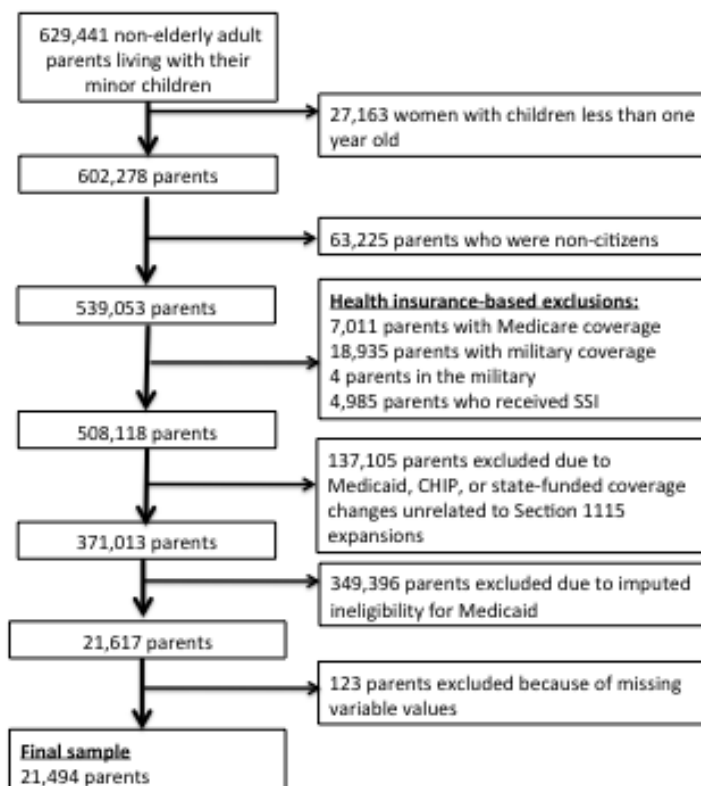 629,441 non-elderly adult
parents living with their
minor children
27,163 women with children less than one
year old
602,278 parents
63,225 parents who were non-citizens
539,053 parents
Health insurance-based exclusions:
7,011 parents with Medicare coverage
18,935 parents with military coverage
4 parents in the military
4,985 parents who received SSI
508,118 parents
137,105 parents excluded due to
Medicaid, CHIP, or state-funded coverage
changes unrelated to Section 1115
expansions
371,013 parents
349,396 parents excluded due to imputed
ineligibility for Medicaid
21,617 parents
123 parents excluded because of missing
variable values
Final sample
21,494 parents